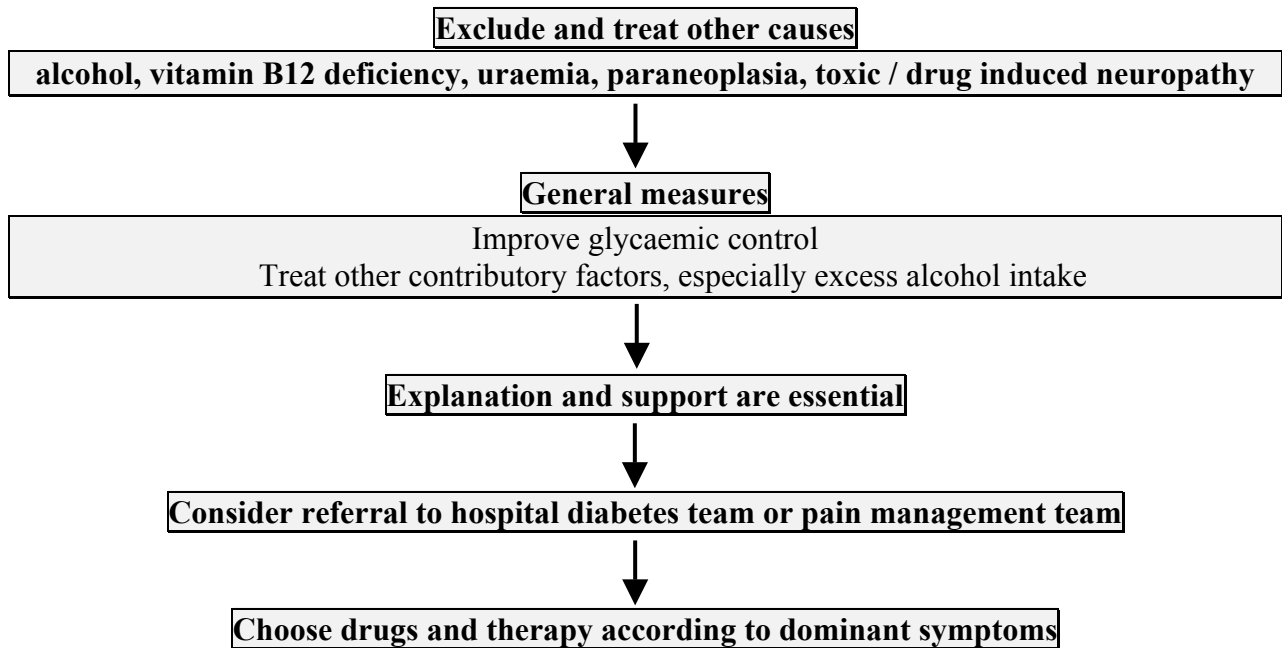 Exclude and treat other causes
alcohol, vitamin B12 deficiency, uraemia, paraneoplasia, toxic / drug induced neuropathy
General measures
Improve glycaemic control
Treat other contributory factors, especially excess alcohol intake
Explanation and support are essential
Consider referral to hospital diabetes team or pain management team
Choose drugs and therapy according to dominant symptoms